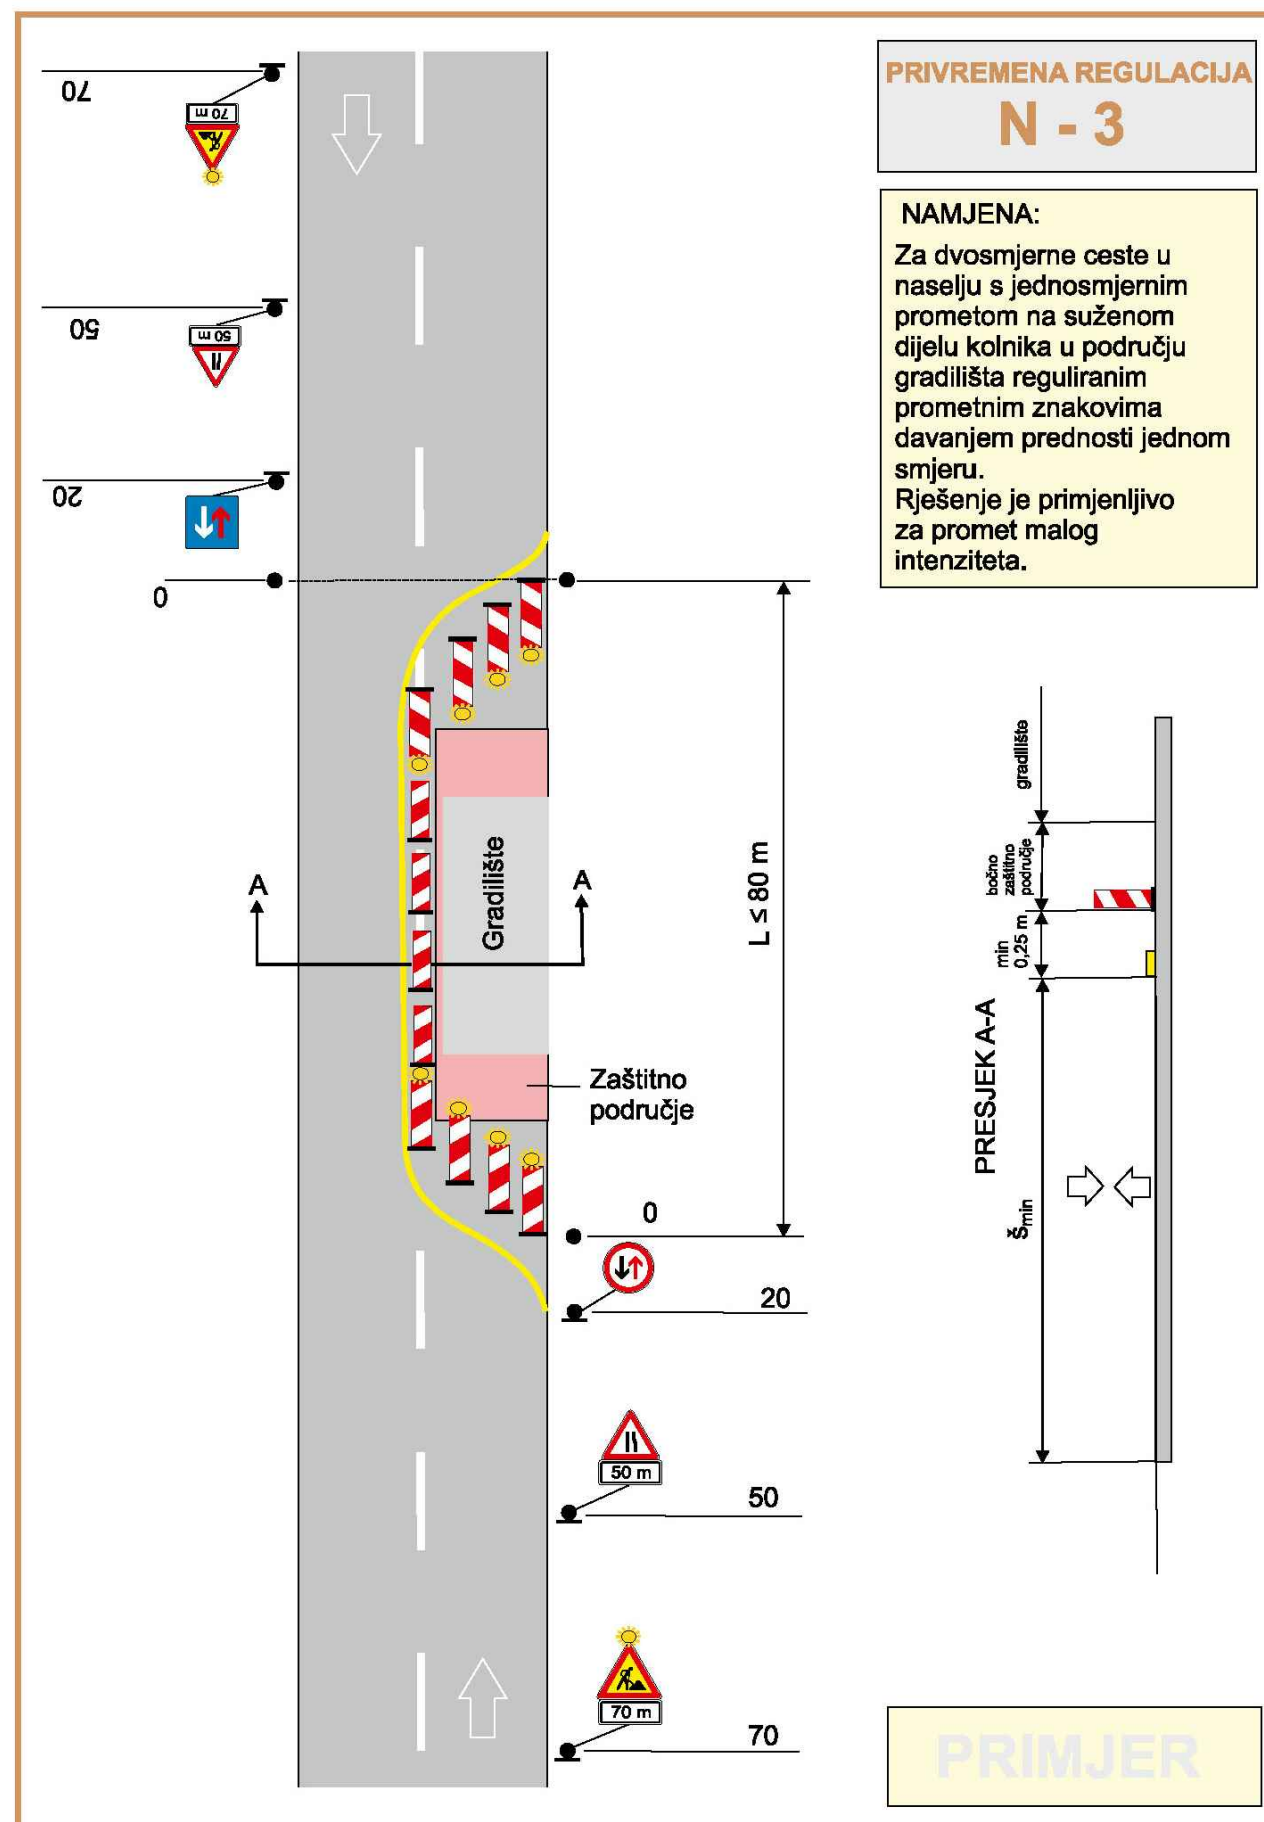 PRIVREMENA REGULACIJA
N - 3
NAMJENA:
Za dvosmjerne ceste u
naselju s jednosmjernim
prometom na suženom
dijelu kolnika u području
gradilišta reguliranim
prometnim znakovima
davanjem prednosti jednom
smjeru.
Rješenje je primjenljivo
za promet malog
intenziteta.
70
70 m
50
50 m
20
0
A
A
Gradilište
L ≤ 80 m
Zaštitno
područje
0
20
50 m
50
70 m
70
gradilište
bočno
zaštitno
područje
min
0,25 m
PRESJEK A-A
Šmin
PRIMJER